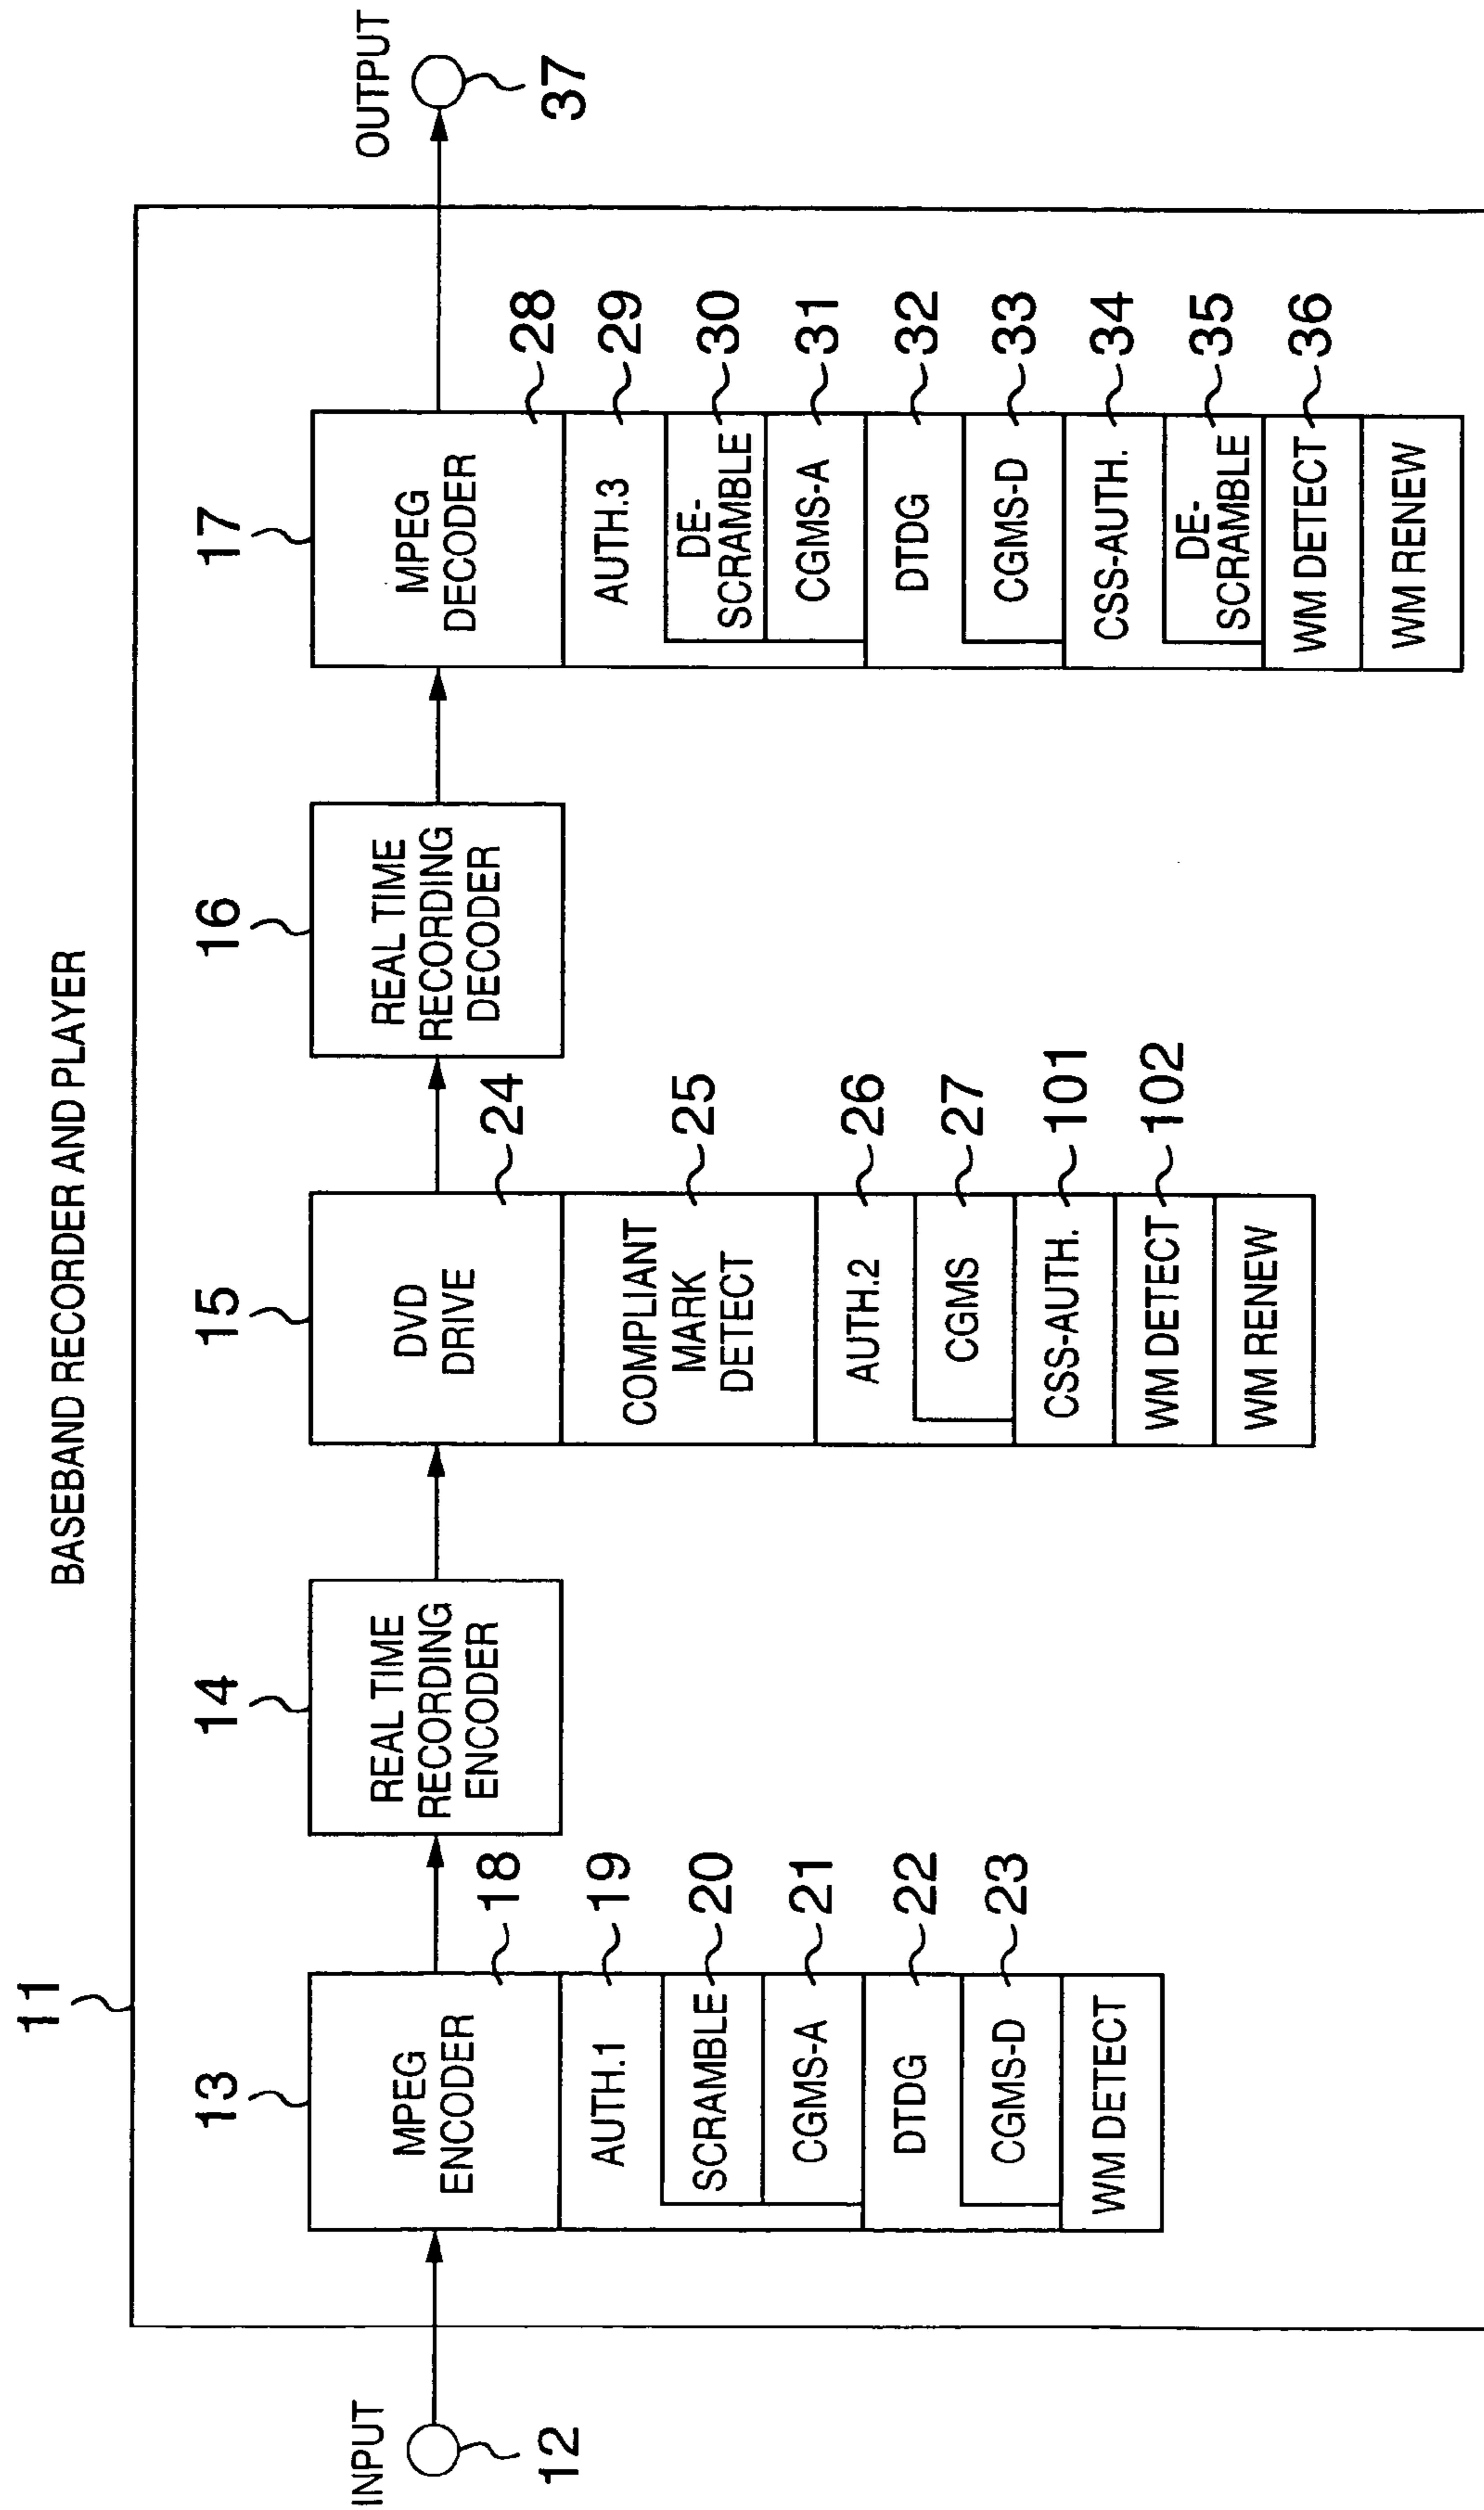 BASEBAND RECORDER AND PLAYER
11
INPUT
12
13
MPEG
ENCODER
18
AUTH.1
19
SCRAMBLE
20
CGMS-A
21
DTDG
22
CGMS-D
23
WM DETECT
14
REAL TIME
RECORDING
ENCODER
15
DVD
DRIVE
24
COMPLIANT
MARK
DETECT
25
AUTH.2
26
CGMS
27
CSS-AUTH.
101
WM DETECT
102
WM RENEW
16
REAL TIME
RECORDING
DECODER
17
MPEG
DECODER
28
AUTH.3
29
DE-
SCRAMBLE
30
CGMS-A
31
DTDG
32
CGMS-D
33
CSS-AUTH.
34
DE-
SCRAMBLE
35
WM DETECT
36
WM RENEW
OUTPUT
37